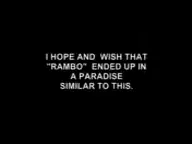 I HOPE AND WISH THAT
"RAMBO" ENDED UP IN
A PARADISE
SIMILAR TO THIS.